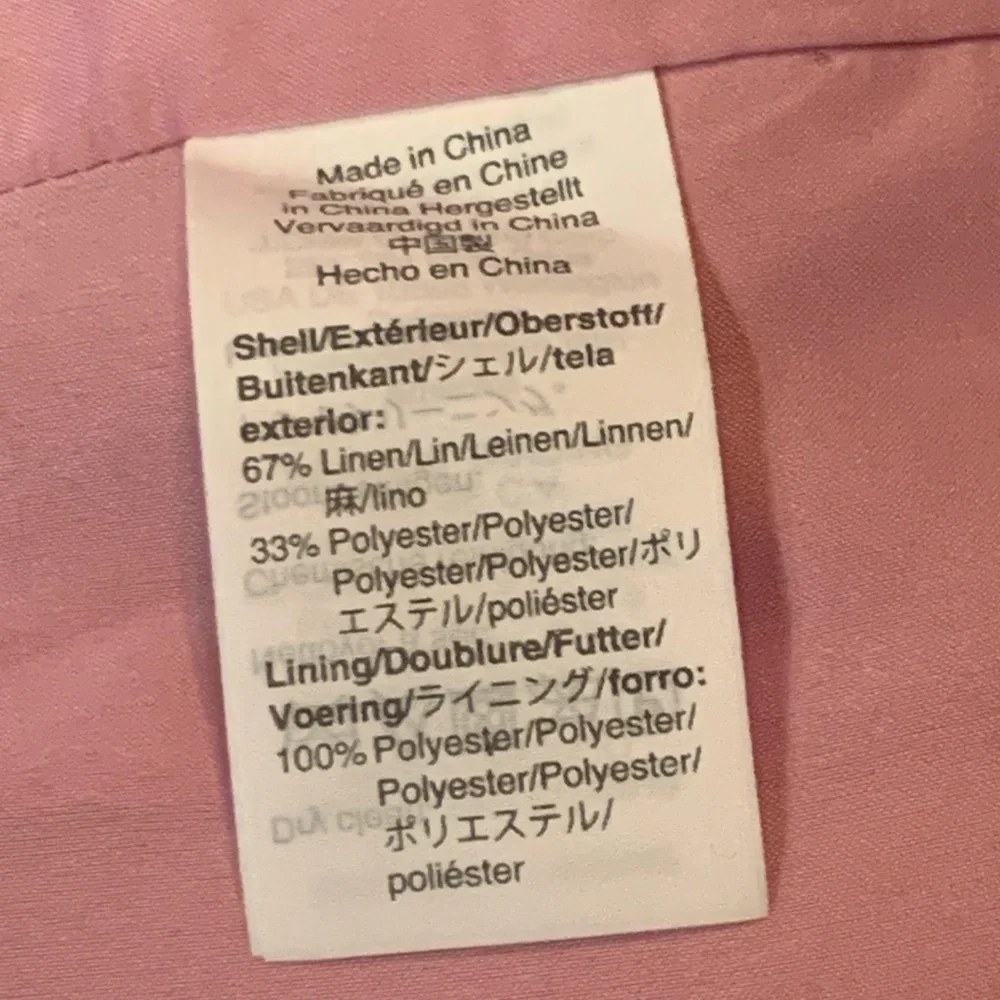 Made in China
Fabriqué en Chine
in China Hergestellt
Vervaardigd in China
中国製
Hecho en China
Shell/Extérieur/Oberstoff/
Buitenkant/シェル/tela
exterior:
67% Linen/Lin/Leinen/Linnen/
麻/lino
33% Polyester/Polyester/
Polyester/Polyester/ポリ
エステル/poliéster
Lining/Doublure/Futter/
Voering/ライニング/forro:
100% Polyester/Polyester/
Polyester/Polyester/
ポリエステル/
poliéster